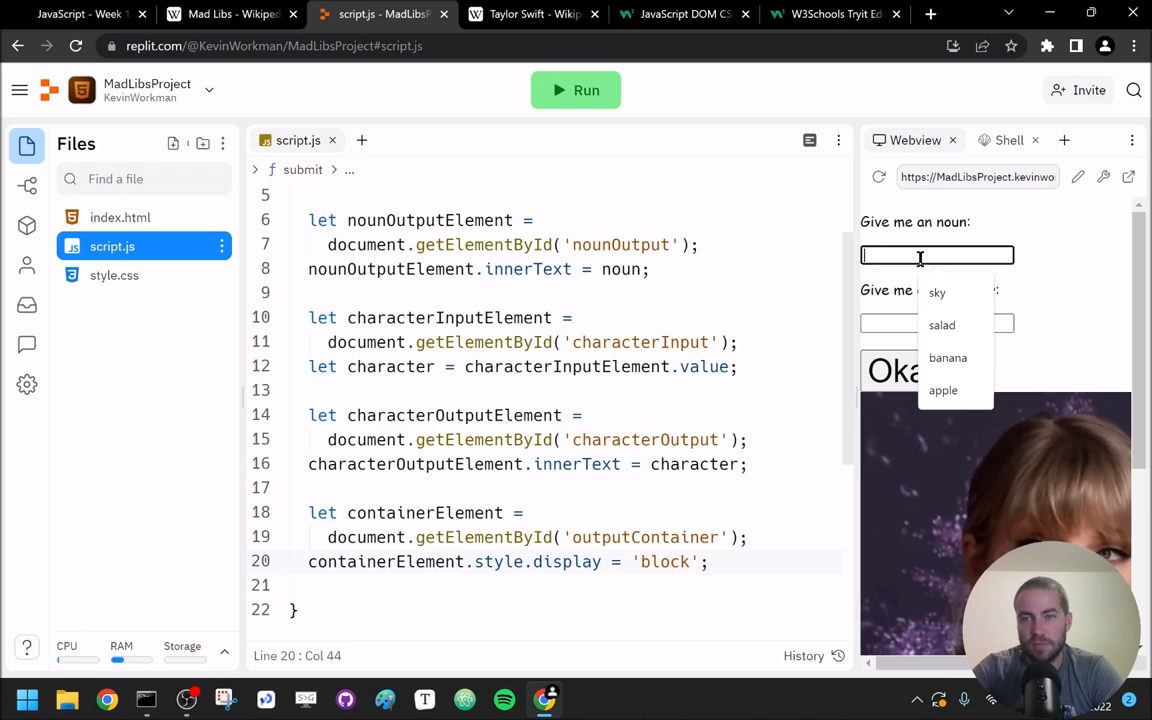 JavaScript - Week 1
Mad Libs - Wikiped
script.js - MadLibsP
Taylor Swift - Wikip
JavaScript DOM CS
W3Schools Tryit Ed
replit.com/@KevinWorkman/MadLibsProject#script.js
MadLibsProject
KevinWorkman
Run
Invite
Files
script.js
Webview
Shell
submit
...
https://MadLibsProject.kevinwo
Find a file
index.html
script.js
style.css
5
6 let nounOutputElement =
7 document.getElementById('nounOutput');
8 nounOutputElement.innerText = noun;
9
10 let characterInputElement =
11 document.getElementById('characterInput');
12 let character = characterInputElement.value;
13
14 let characterOutputElement =
15 document.getElementById('characterOutput');
16 characterOutputElement.innerText = character;
17
18 let containerElement =
19 document.getElementById('outputContainer');
20 containerElement.style.display = 'block';
21
22 }
Give me an noun:
Give me
sky
salad
banana
apple
Oka
CPU
RAM
Storage
Line 20 : Col 44
History
2022
2